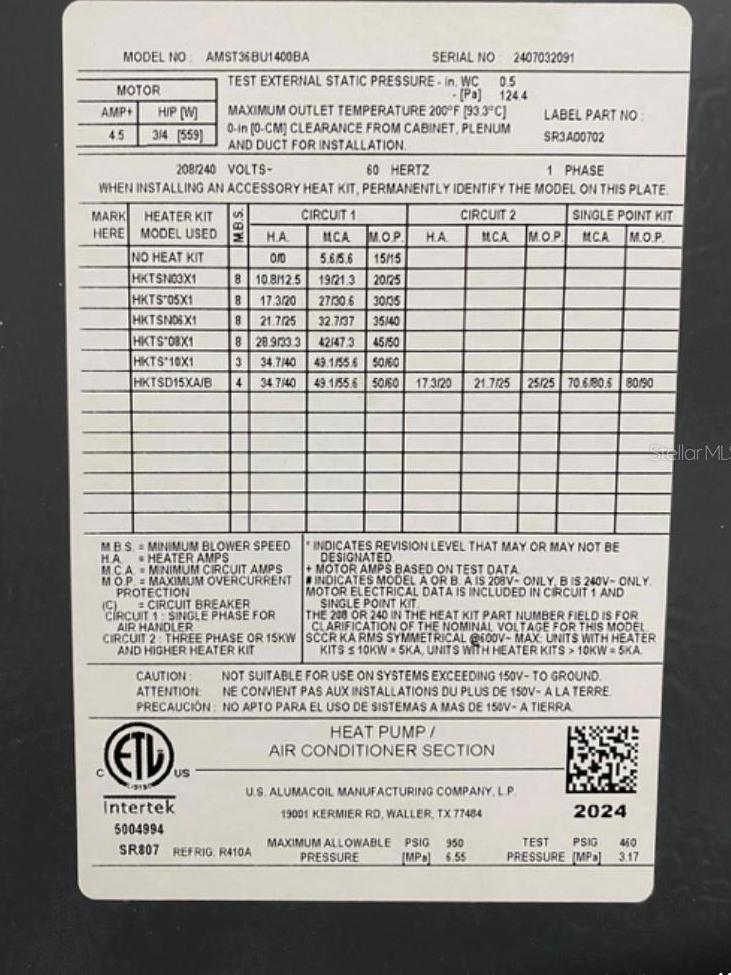 MODEL NO : AMST36BU1400BA SERIAL NO : 2407032091
MOTOR
AMP+ H/P [W]
4.5 3/4 [559]
TEST EXTERNAL STATIC PRESSURE - in. WC 0.5
- [Pa] 124.4
MAXIMUM OUTLET TEMPERATURE 200°F [93.3°C]
0-in [0-CM] CLEARANCE FROM CABINET, PLENUM
AND DUCT FOR INSTALLATION.
LABEL PART NO :
SR3A00702
208/240 VOLTS~ 60 HERTZ 1 PHASE
WHEN INSTALLING AN ACCESSORY HEAT KIT, PERMANENTLY IDENTIFY THE MODEL ON THIS PLATE.
MARK HEATER KIT M.B.S. CIRCUIT 1 CIRCUIT 2 SINGLE POINT KIT
HERE MODEL USED H.A. M.C.A. M.O.P. H.A. M.C.A. M.O.P. M.C.A. M.O.P.
NO HEAT KIT 0/0 5.6/5.6 15/15
HKTSN03X1 8 10.8/12.5 19/21.3 20/25
HKTS*05X1 8 17.3/20 27/30.6 30/35
HKTSN06X1 8 21.7/25 32.7/37 35/40
HKTS*08X1 8 28.9/33.3 42/47.3 45/50
HKTS*10X1 3 34.7/40 49.1/55.6 50/60
HKTSD15XA/B 4 34.7/40 49.1/55.6 50/60 17.3/20 21.7/25 25/25 70.6/80.6 80/90
M.B.S. = MINIMUM BLOWER SPEED
H.A. = HEATER AMPS
M.C.A. = MINIMUM CIRCUIT AMPS
M.O.P. = MAXIMUM OVERCURRENT
PROTECTION
(C) = CIRCUIT BREAKER
CIRCUIT 1 : SINGLE PHASE FOR
AIR HANDLER
CIRCUIT 2 : THREE PHASE OR 15KW
AND HIGHER HEATER KIT
* INDICATES REVISION LEVEL THAT MAY OR MAY NOT BE
DESIGNATED.
+ MOTOR AMPS BASED ON TEST DATA.
# INDICATES MODEL A OR B. A IS 208V~ ONLY, B IS 240V~ ONLY.
MOTOR ELECTRICAL DATA IS INCLUDED IN CIRCUIT 1 AND
SINGLE POINT KIT.
THE 208 OR 240 IN THE HEAT KIT PART NUMBER FIELD IS FOR
CLARIFICATION OF THE NOMINAL VOLTAGE FOR THIS MODEL.
SCCR KA RMS SYMMETRICAL @600V~ MAX: UNITS WITH HEATER
KITS ≤ 10KW = 5KA, UNITS WITH HEATER KITS > 10KW = 5KA.
CAUTION : NOT SUITABLE FOR USE ON SYSTEMS EXCEEDING 150V~ TO GROUND.
ATTENTION: NE CONVIENT PAS AUX INSTALLATIONS DU PLUS DE 150V~ A LA TERRE.
PRECAUCIÓN : NO APTO PARA EL USO DE SISTEMAS A MAS DE 150V~ A TIERRA.
HEAT PUMP /
AIR CONDITIONER SECTION
ETL
C US
Intertek
5004994
SR807
U.S. ALUMACOIL MANUFACTURING COMPANY, L.P.
19001 KERMIER RD, WALLER, TX 77484
2024
REFRIG: R410A MAXIMUM ALLOWABLE PSIG 950 TEST PSIG 460
PRESSURE [MPa] 6.55 PRESSURE [MPa] 3.17
StellarMLS